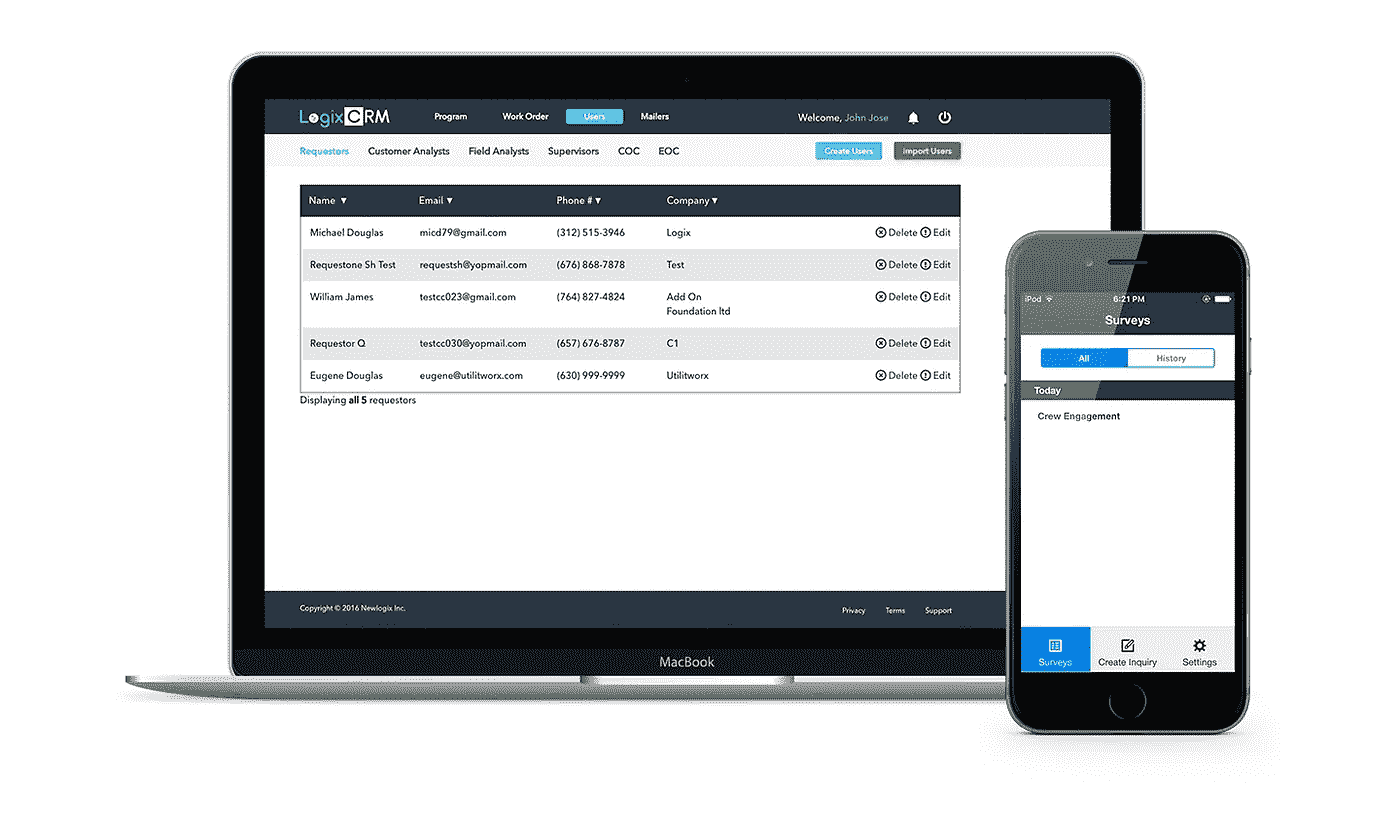 LogixCRM Program Work Order Users Mailers Welcome, John Jose
Requestors Customer Analysts Field Analysts Supervisors COC EOC Create Users Import Users
Name ▼ Email ▼ Phone # ▼ Company ▼
Michael Douglas micd79@gmail.com (312) 515-3946 Logix Delete Edit
Requestone Sh Test requestsh@yopmail.com (676) 868-7878 Test Delete Edit
William James testcc023@gmail.com (764) 827-4824 Add On Delete Edit
Foundation ltd
Requestor Q testcc030@yopmail.com (657) 676-8787 C1 Delete Edit
Eugene Douglas eugene@utilitworx.com (630) 999-9999 Utilitworx Delete Edit
Displaying all 5 requestors
Copyright © 2016 Newlogix Inc. Privacy Terms Support
MacBook
iPod 6:21 PM
Surveys
All History
Today
Crew Engagement
Surveys Create Inquiry Settings